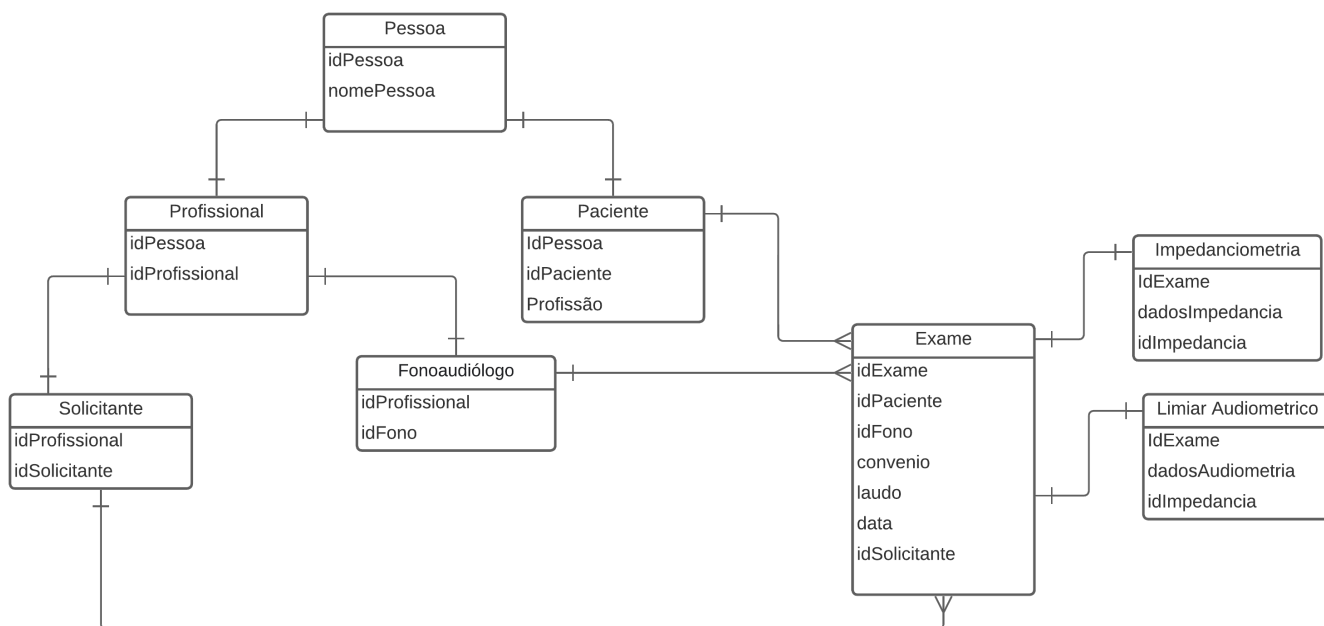 Pessoa
idPessoa
nomePessoa
Profissional
idPessoa
idProfissional
Paciente
IdPessoa
idPaciente
Profissão
Impedanciometria
IdExame
dadosImpedancia
idImpedancia
Exame
idExame
idPaciente
idFono
convenio
laudo
data
idSolicitante
Fonoaudiólogo
idProfissional
idFono
Solicitante
idProfissional
idSolicitante
Limiar Audiometrico
IdExame
dadosAudiometria
idImpedancia